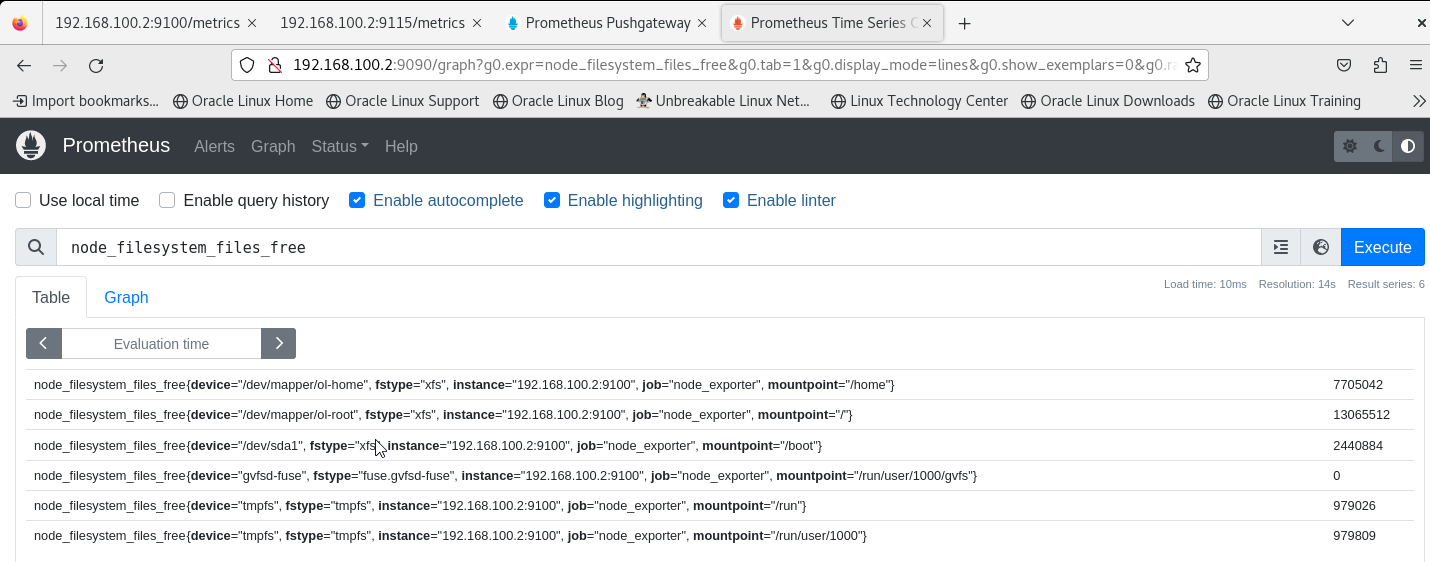 192.168.100.2:9100/metrics 192.168.100.2:9115/metrics Prometheus Pushgateway Prometheus Time Series C
192.168.100.2:9090/graph?g0.expr=node_filesystem_files_free&g0.tab=1&g0.display_mode=lines&g0.show_exemplars=0&g0.ra
Import bookmarks... Oracle Linux Home Oracle Linux Support Oracle Linux Blog Unbreakable Linux Net... Linux Technology Center Oracle Linux Downloads Oracle Linux Training
Prometheus Alerts Graph Status Help
Use local time Enable query history Enable autocomplete Enable highlighting Enable linter
node_filesystem_files_free Execute
Table Graph Load time: 10ms Resolution: 14s Result series: 6
Evaluation time
node_filesystem_files_free{device="/dev/mapper/ol-home", fstype="xfs", instance="192.168.100.2:9100", job="node_exporter", mountpoint="/home"} 7705042
node_filesystem_files_free{device="/dev/mapper/ol-root", fstype="xfs", instance="192.168.100.2:9100", job="node_exporter", mountpoint="/"} 13065512
node_filesystem_files_free{device="/dev/sda1", fstype="xfs", instance="192.168.100.2:9100", job="node_exporter", mountpoint="/boot"} 2440884
node_filesystem_files_free{device="gvfsd-fuse", fstype="fuse.gvfsd-fuse", instance="192.168.100.2:9100", job="node_exporter", mountpoint="/run/user/1000/gvfs"} 0
node_filesystem_files_free{device="tmpfs", fstype="tmpfs", instance="192.168.100.2:9100", job="node_exporter", mountpoint="/run"} 979026
node_filesystem_files_free{device="tmpfs", fstype="tmpfs", instance="192.168.100.2:9100", job="node_exporter", mountpoint="/run/user/1000"} 979809